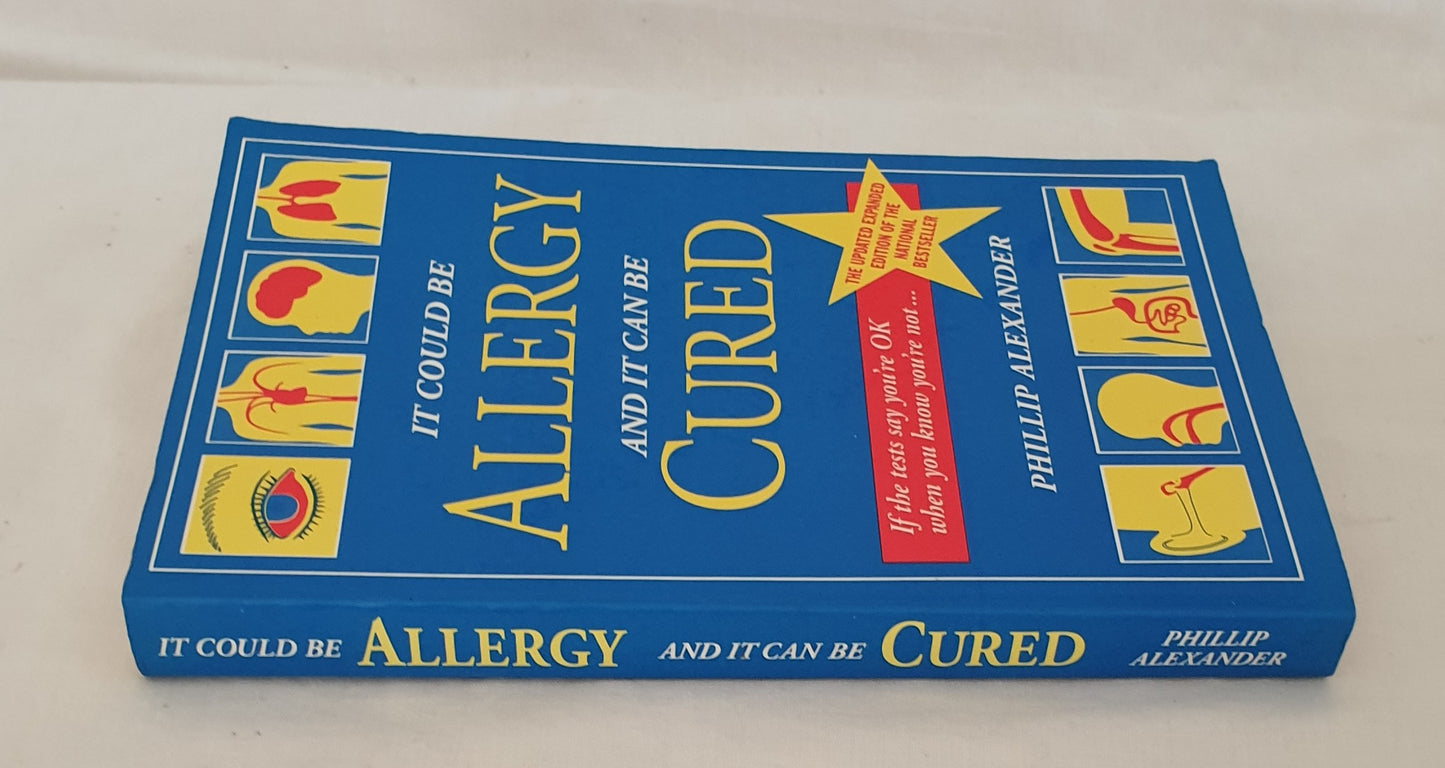 IT COULD BE
ALLERGY
AND IT CAN BE
CURED
THE UPDATED EXPANDED
EDITION OF THE
NATIONAL
BESTSELLER
If the tests say you're OK
when you know you're not...
PHILLIP ALEXANDER
IT COULD BE ALLERGY AND IT CAN BE CURED
PHILLIP
ALEXANDER